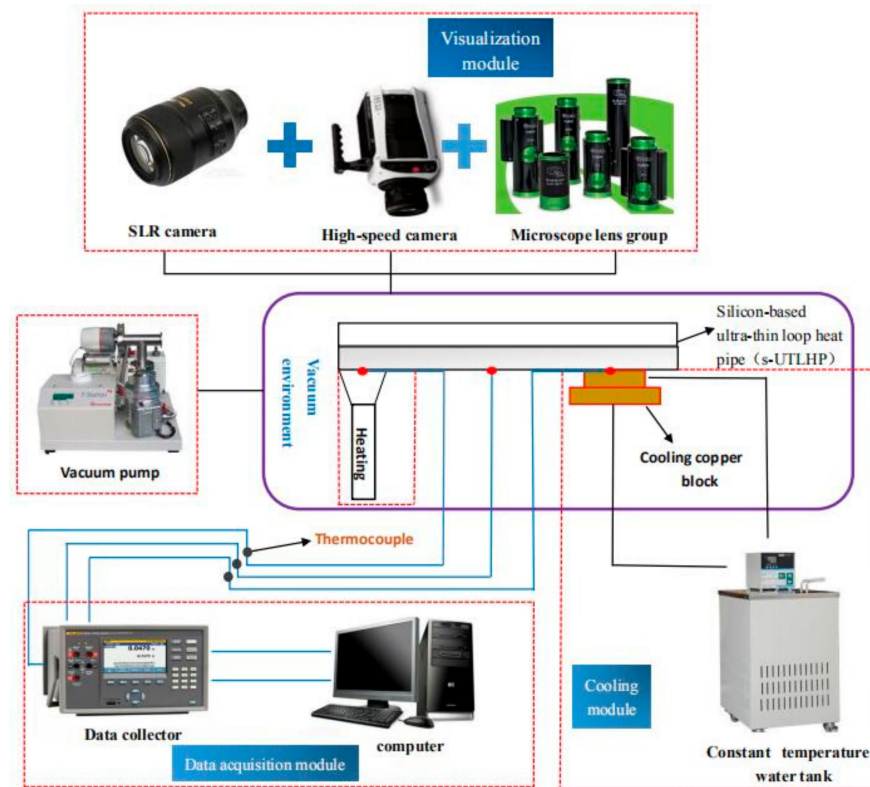 Visualization
module
SLR camera
High-speed camera
Microscope lens group
Silicon-based
ultra-thin loop heat
pipe（s-UTLHP）
Vacuum
environment
Heating
Cooling copper
block
Vacuum pump
Thermocouple
0.0470
Data collector
computer
Data acquisition module
Cooling
module
Constant temperature
water tank